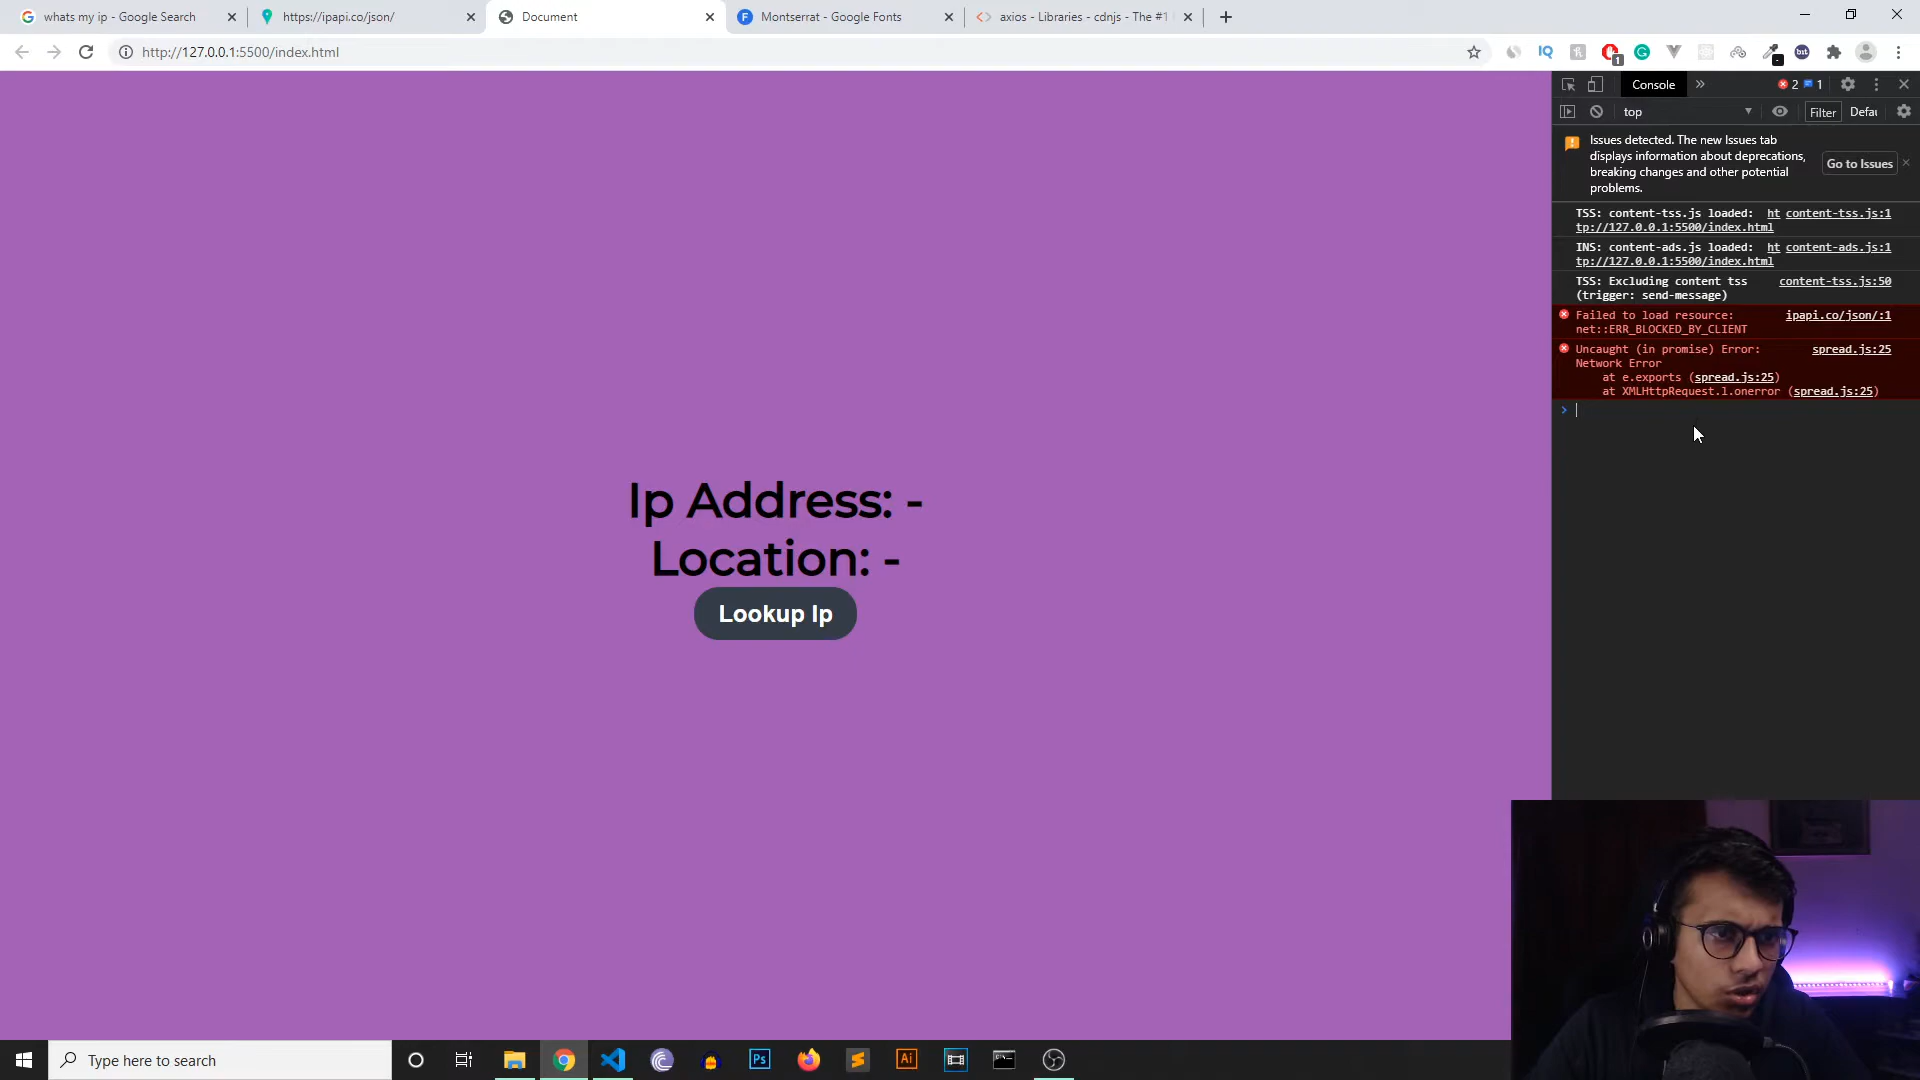 whats my ip - Google Search
https://ipapi.co/json/
Document
Montserrat - Google Fonts
axios - Libraries - cdnjs - The #1
http://127.0.0.1:5500/index.html
IQ
1
bit
Console
2
1
top
Filter
Defau
Issues detected. The new Issues tab
displays information about deprecations,
breaking changes and other potential
problems.
Go to Issues
TSS: content-tss.js loaded: ht content-tss.js:1
tp://127.0.0.1:5500/index.html
INS: content-ads.js loaded: ht content-ads.js:1
tp://127.0.0.1:5500/index.html
TSS: Excluding content tss content-tss.js:50
(trigger: send-message)
Failed to load resource: ipapi.co/json/:1
net::ERR_BLOCKED_BY_CLIENT
Uncaught (in promise) Error: spread.js:25
Network Error
at e.exports (spread.js:25)
at XMLHttpRequest.l.onerror (spread.js:25)
Ip Address: -
Location: -
Lookup Ip
Type here to search
Ps
Ai